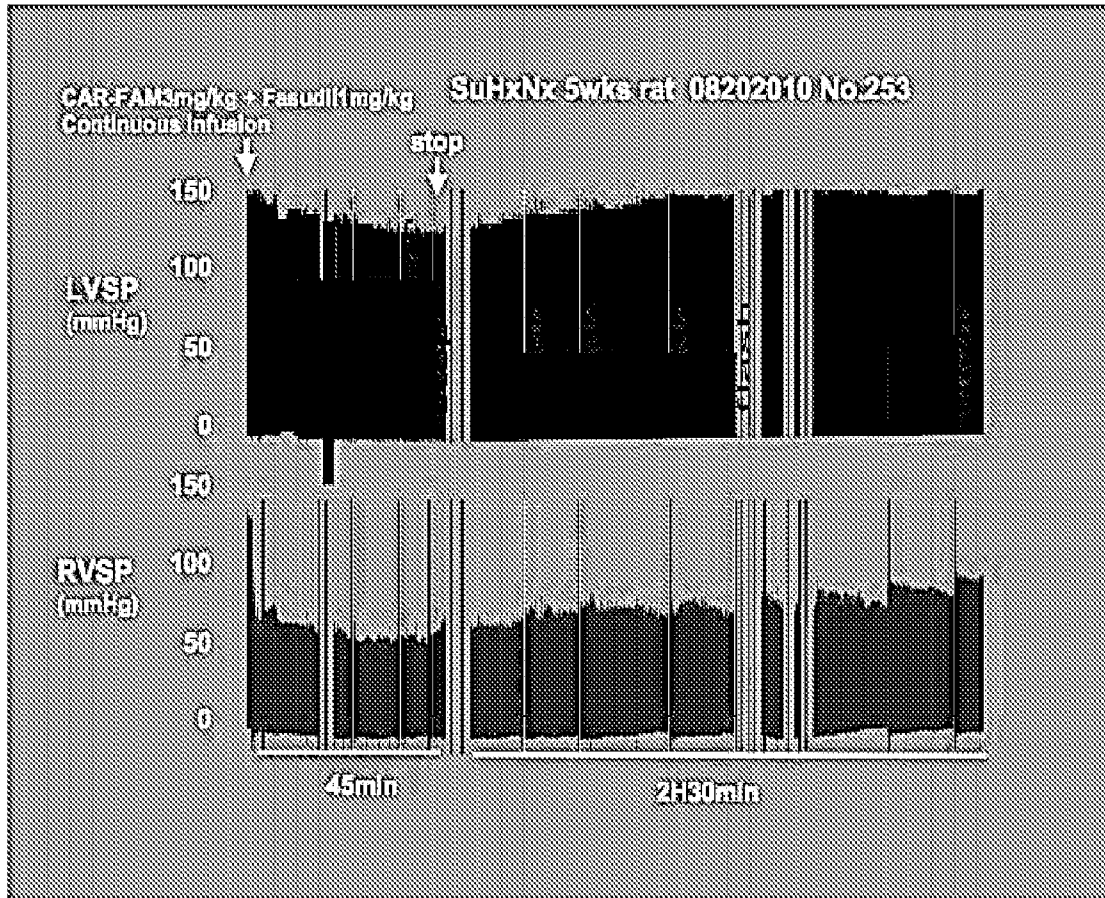 CAR-FAM3mg/kg + Fasudil1mg/kg
Continuous Infusion
SuHxNx 5wks rat 08202010 No.253
stop
150
100
LVSP
(mmHg)
50
0
flash
150
100
RVSP
(mmHg)
50
0
45min
2H30min